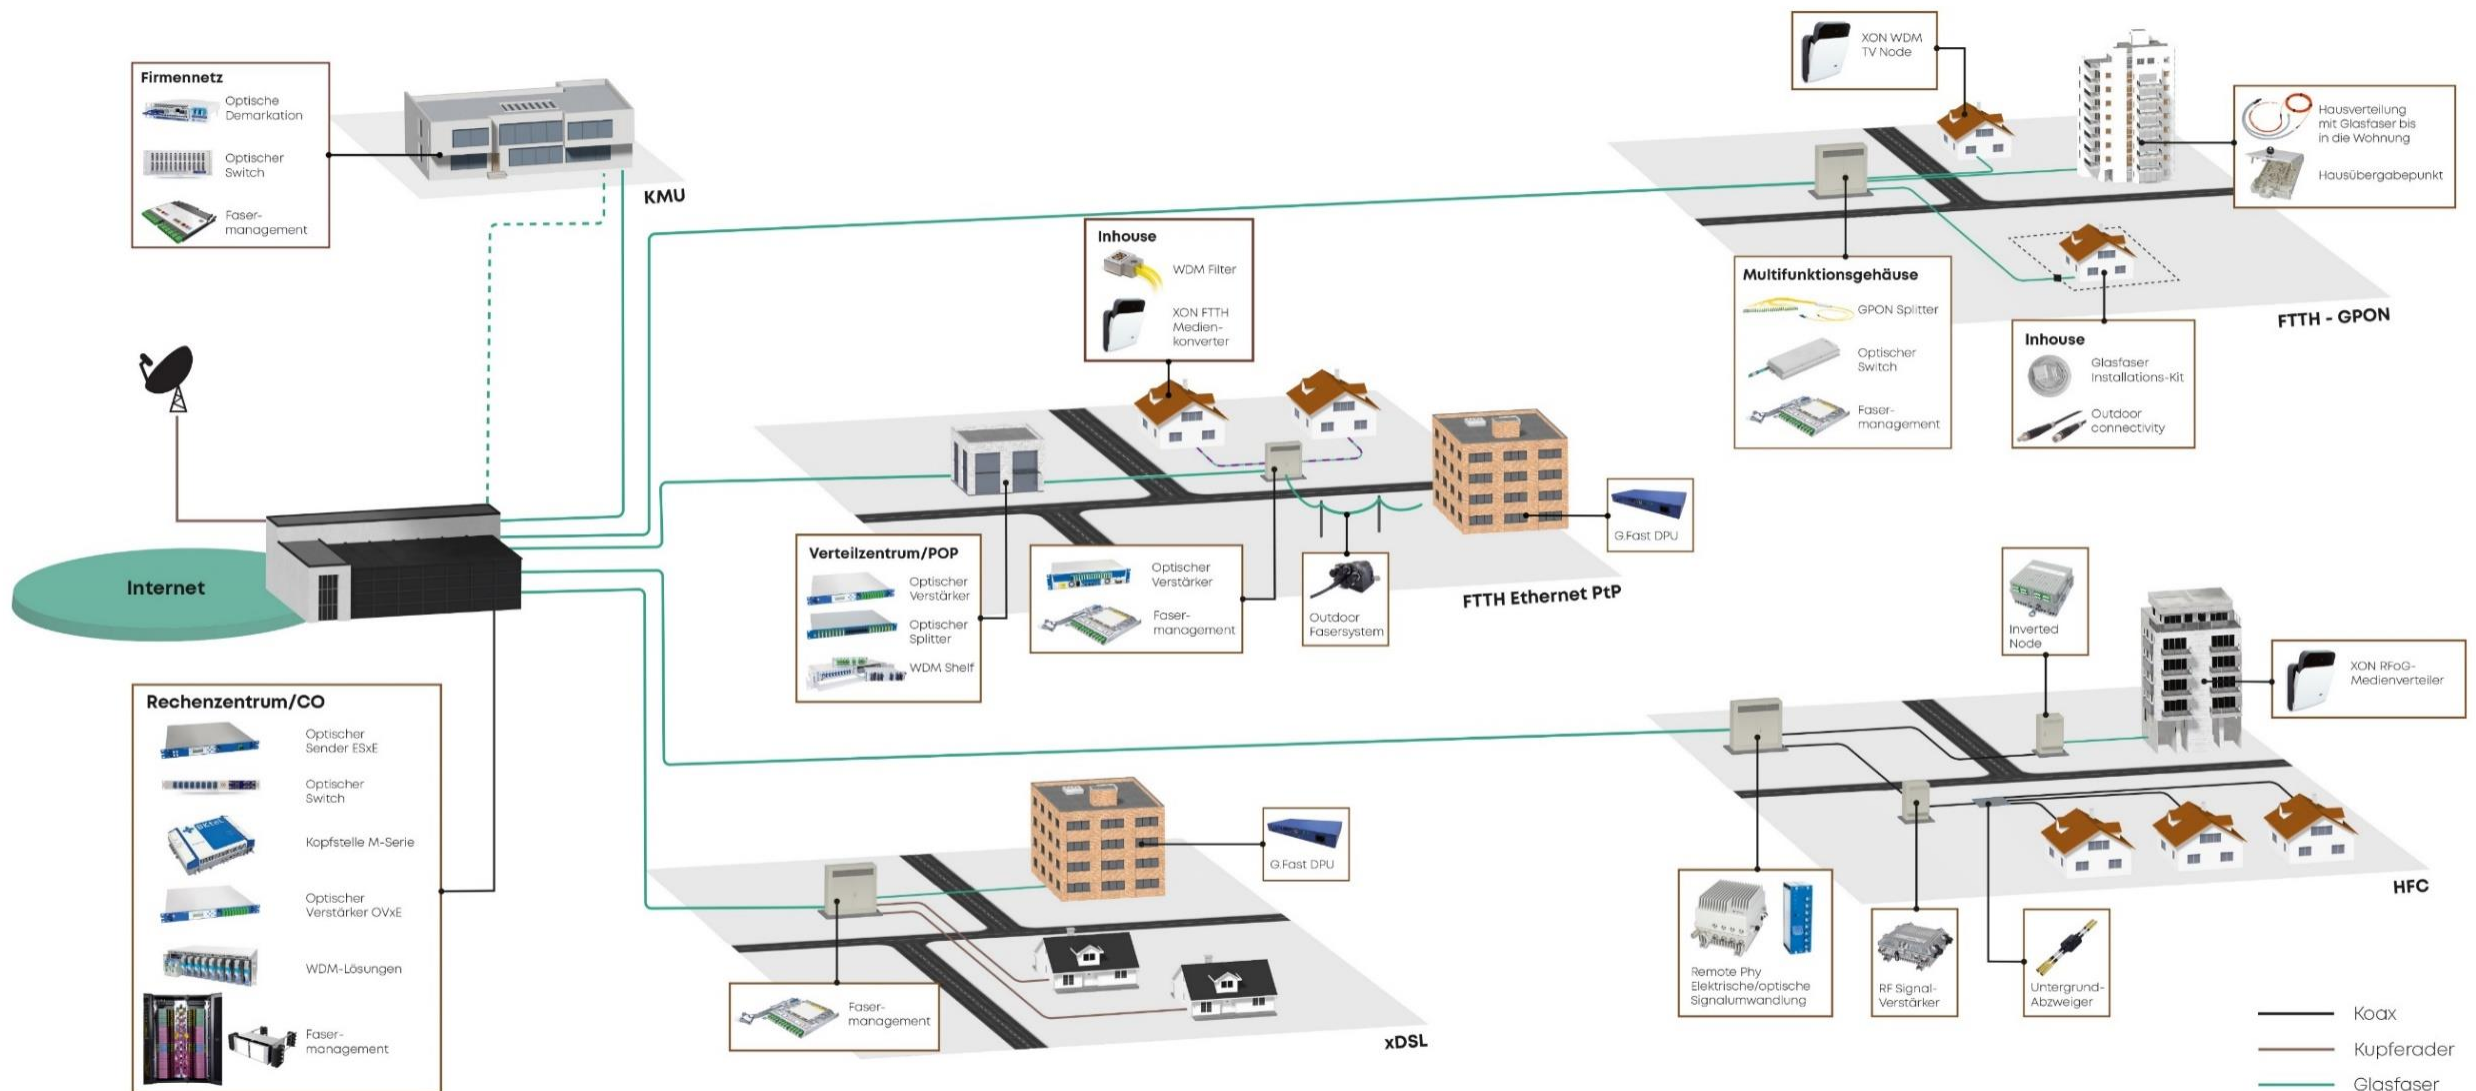 Firmennetz
Optische
Demarkation
Optischer
Switch
Faser-
management
KMU
XON WDM
TV Node
Hausverteilung
mit Glasfaser bis
in die Wohnung
Hausübergabepunkt
Multifunktionsgehäuse
GPON Splitter
Optischer
Switch
Faser-
management
Inhouse
Glasfaser
Installations-Kit
Outdoor
connectivity
FTTH - GPON
Inhouse
WDM Filter
XON FTTH
Medien-
konverter
Verteilzentrum/POP
Optischer
Verstärker
Optischer
Splitter
WDM Shelf
Optischer
Verstärker
Faser-
management
Outdoor
Fasersystem
G.Fast DPU
FTTH Ethernet PtP
Internet
Rechenzentrum/CO
Optischer
Sender ESxE
Optischer
Switch
BKtel
Kopfstelle M-Serie
Optischer
Verstärker OVxE
WDM-Lösungen
Faser-
management
G.Fast DPU
Faser-
management
xDSL
Inverted
Node
XON RFoG-
Medienverteiler
HFC
Remote Phy
Elektrische/optische
Signalumwandlung
RF Signal-
Verstärker
Untergrund-
Abzweiger
Koax
Kupferader
Glasfaser